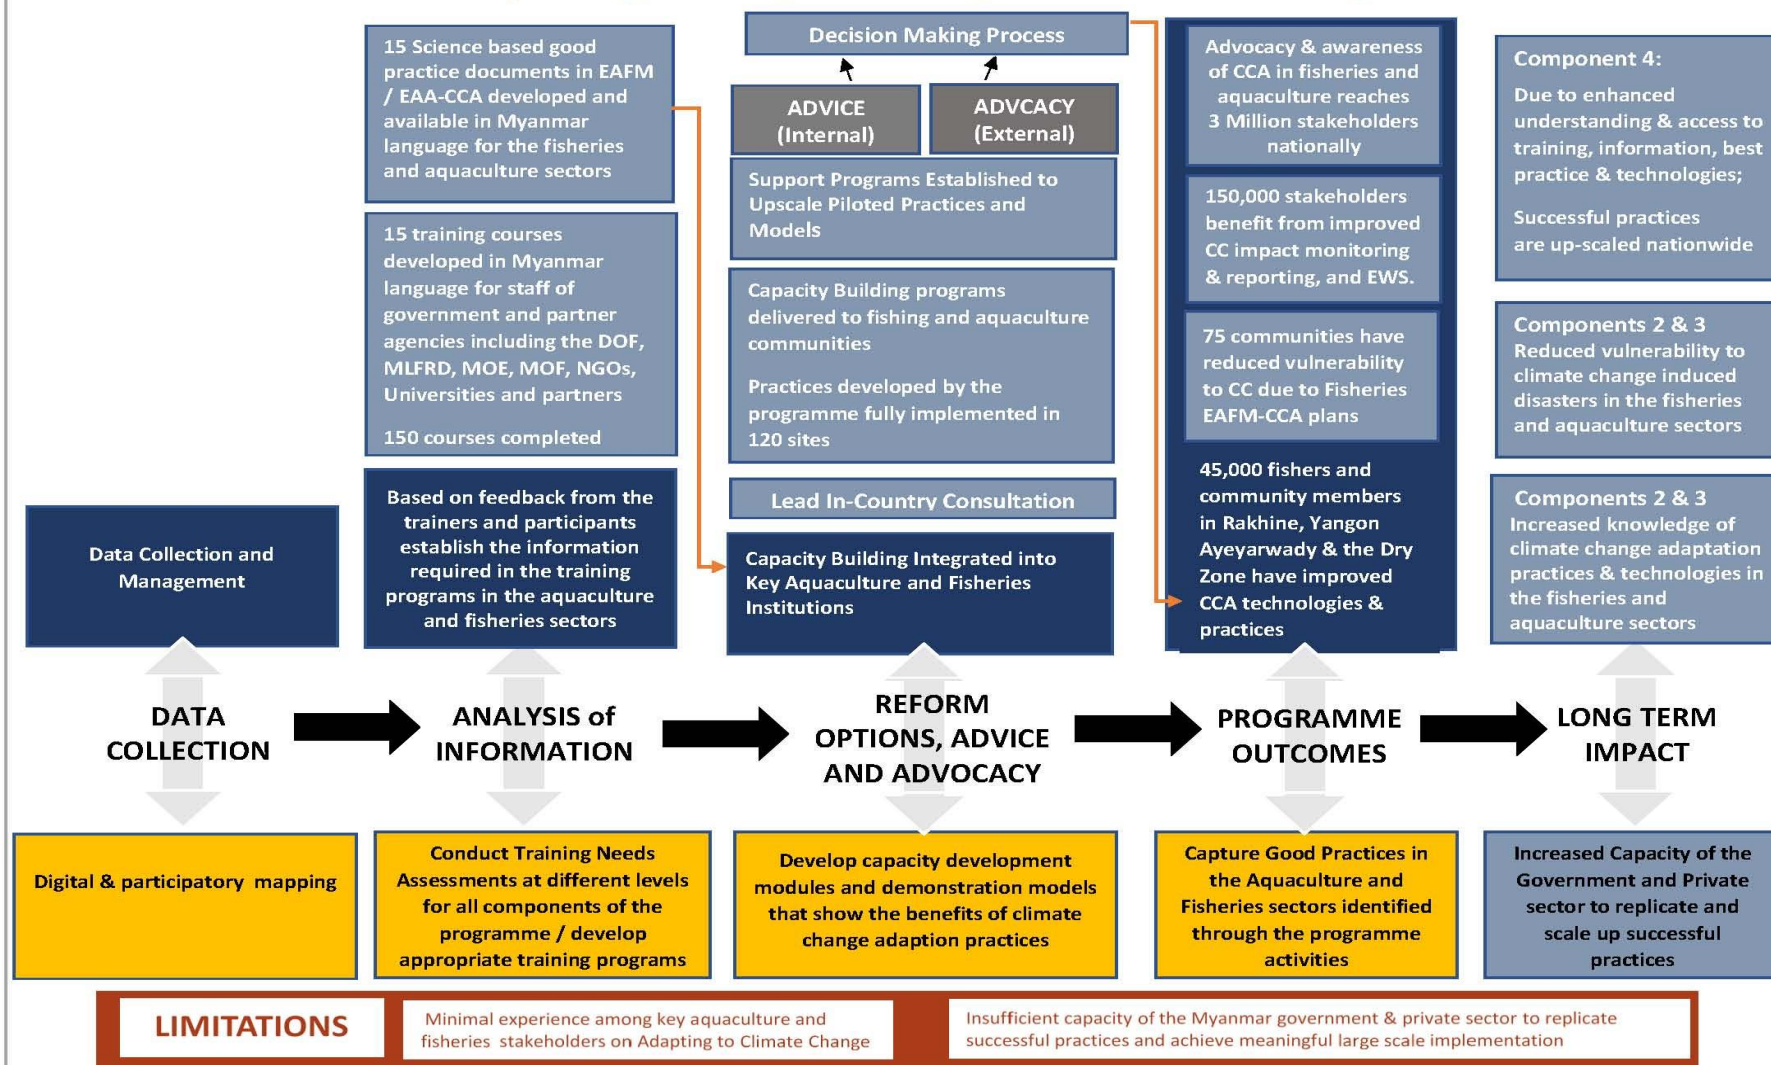 15 Science based good
practice documents in EAFM
/ EAA-CCA developed and
available in Myanmar
language for the fisheries
and aquaculture sectors
15 training courses
developed in Myanmar
language for staff of
government and partner
agencies including the DOF,
MLFRD, MOE, MOF, NGOs,
Universities and partners
150 courses completed
Based on feedback from the
trainers and participants
establish the information
required in the training
programs in the aquaculture
and fisheries sectors
Data Collection and
Management
Decision Making Process
ADVICE
(Internal)
ADVCACY
(External)
Support Programs Established to
Upscale Piloted Practices and
Models
Capacity Building programs
delivered to fishing and aquaculture
communities
Practices developed by the
programme fully implemented in
120 sites
Lead In-Country Consultation
Capacity Building Integrated into
Key Aquaculture and Fisheries
Institutions
Advocacy & awareness
of CCA in fisheries and
aquaculture reaches
3 Million stakeholders
nationally
150,000 stakeholders
benefit from improved
CC impact monitoring
& reporting, and EWS.
75 communities have
reduced vulnerability
to CC due to Fisheries
EAFM-CCA plans
45,000 fishers and
community members
in Rakhine, Yangon
Ayeyarwady & the Dry
Zone have improved
CCA technologies &
practices
Component 4:
Due to enhanced
understanding & access to
training, information, best
practice & technologies;
Successful practices
are up-scaled nationwide
Components 2 & 3
Reduced vulnerability to
climate change induced
disasters in the fisheries
and aquaculture sectors
Components 2 & 3
Increased knowledge of
climate change adaptation
practices & technologies in
the fisheries and
aquaculture sectors
DATA
COLLECTION
ANALYSIS of
INFORMATION
REFORM
OPTIONS, ADVICE
AND ADVOCACY
PROGRAMME
OUTCOMES
LONG TERM
IMPACT
Digital & participatory mapping
Conduct Training Needs
Assessments at different levels
for all components of the
programme / develop
appropriate training programs
Develop capacity development
modules and demonstration models
that show the benefits of climate
change adaption practices
Capture Good Practices in
the Aquaculture and
Fisheries sectors identified
through the programme
activities
Increased Capacity of the
Government and Private
sector to replicate and
scale up successful
practices
LIMITATIONS
Minimal experience among key aquaculture and
fisheries stakeholders on Adapting to Climate Change
Insufficient capacity of the Myanmar government & private sector to replicate
successful practices and achieve meaningful large scale implementation